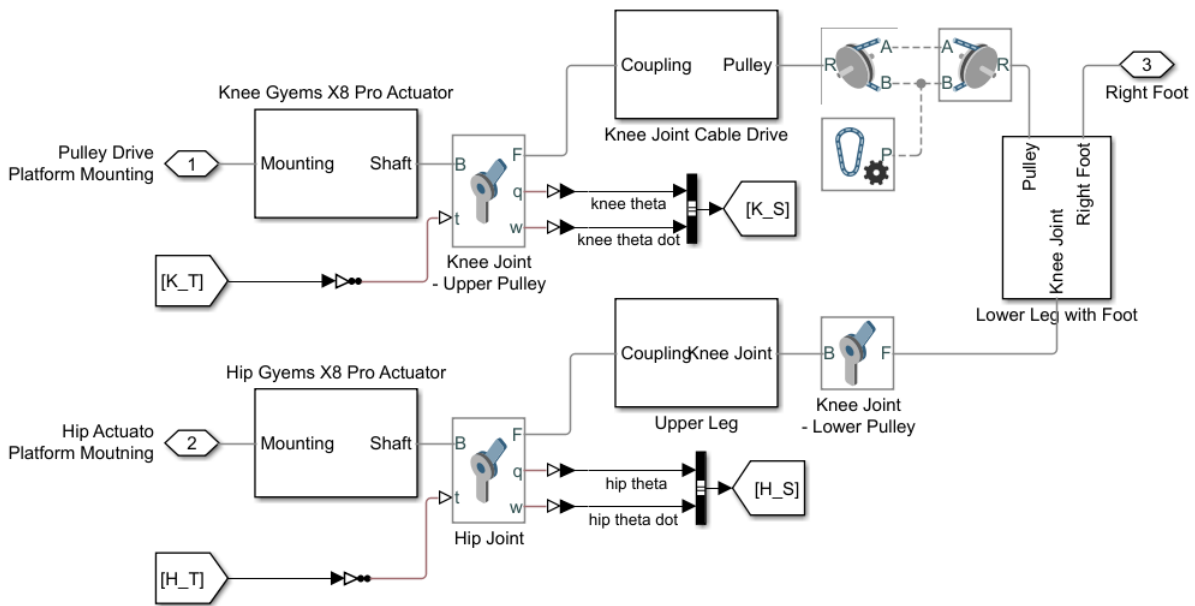 Knee Gyems X8 Pro Actuator
Pulley Drive
Platform Mounting
1
Mounting
Shaft
B
t
F
q
w
Knee Joint
- Upper Pulley
[K_T]
knee theta
knee theta dot
[K_S]
Coupling
Pulley
Knee Joint Cable Drive
R
A
B
A
B
R
P
3
Right Foot
Pulley
Right Foot
Knee Joint
Lower Leg with Foot
Hip Gyems X8 Pro Actuator
Hip Actuato
Platform Moutning
2
Mounting
Shaft
B
t
F
q
w
Hip Joint
[H_T]
hip theta
hip theta dot
[H_S]
Coupling
Knee Joint
Upper Leg
B
F
Knee Joint
- Lower Pulley